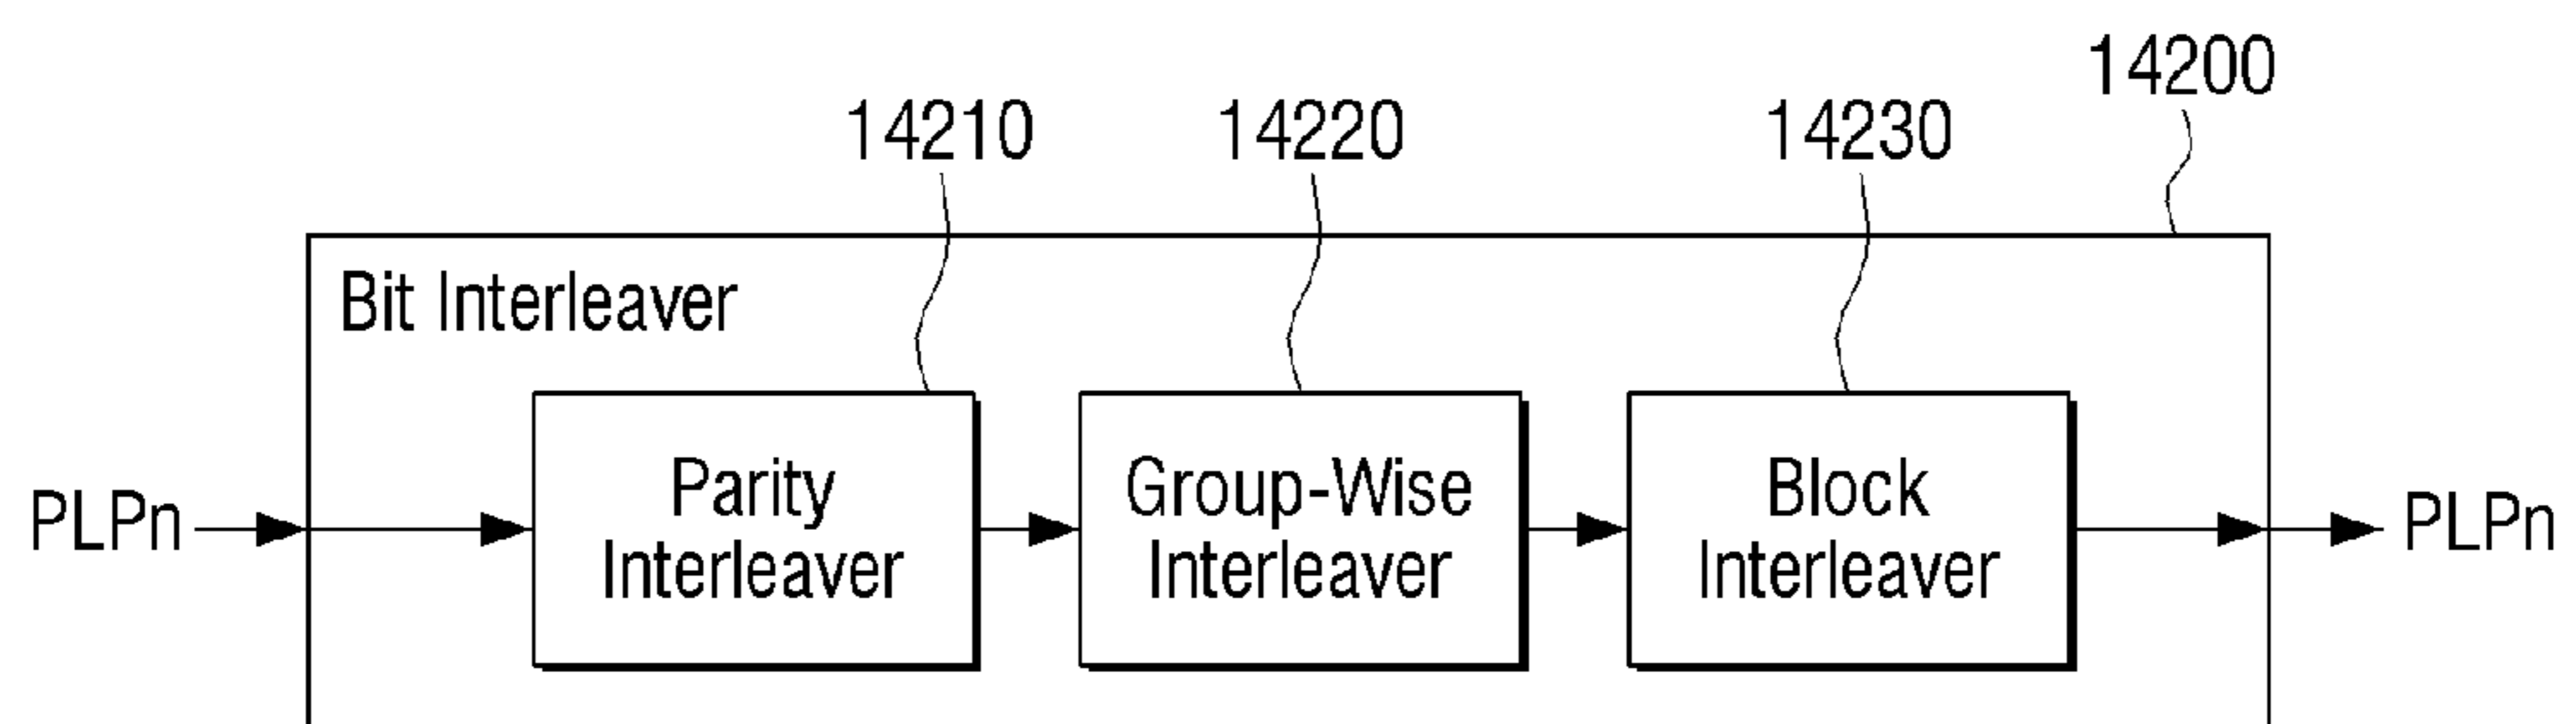 14200
14210 14220 14230
Bit Interleaver
PLPn
Parity
Interleaver
Group-Wise
Interleaver
Block
Interleaver
PLPn